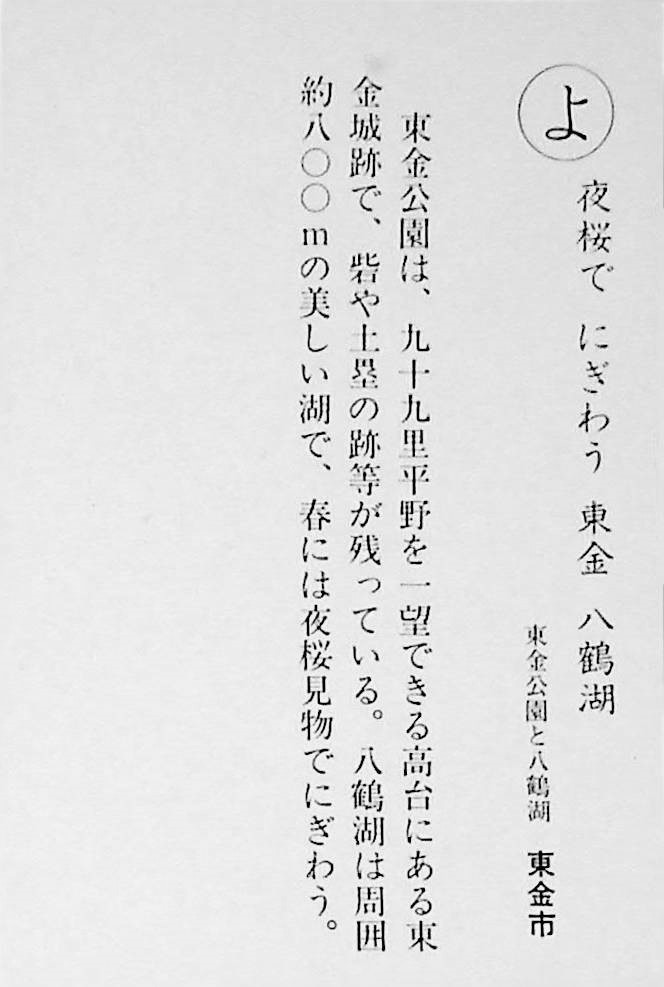 よ
夜桜で にぎわう 東金 八鶴湖
東金公園と八鶴湖 東金市
東金公園は、九十九里平野を一望できる高台にある東
金城跡で、砦や土塁の跡等が残っている。八鶴湖は周囲
約八〇〇mの美しい湖で、春には夜桜見物でにぎわう。